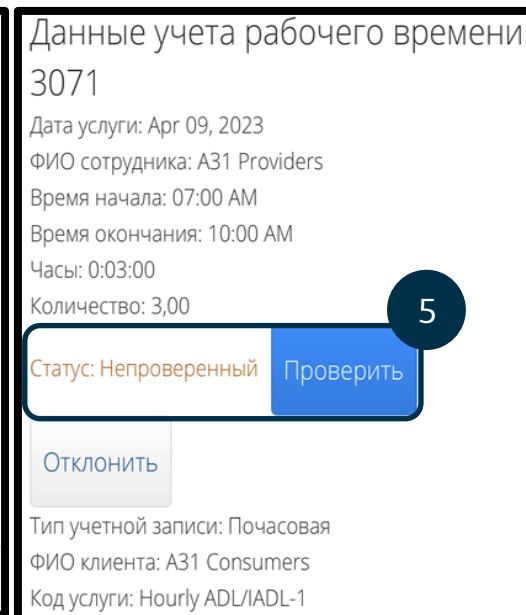 Данные учета рабочего времени
3071
Дата услуги: Apr 09, 2023
ФИО сотрудника: A31 Providers
Время начала: 07:00 AM
Время окончания: 10:00 AM
Часы: 0:03:00
Количество: 3,00
5
Статус: Непроверенный Проверить
Отклонить
Тип учетной записи: Почасовая
ФИО клиента: A31 Consumers
Код услуги: Hourly ADL/IADL-1